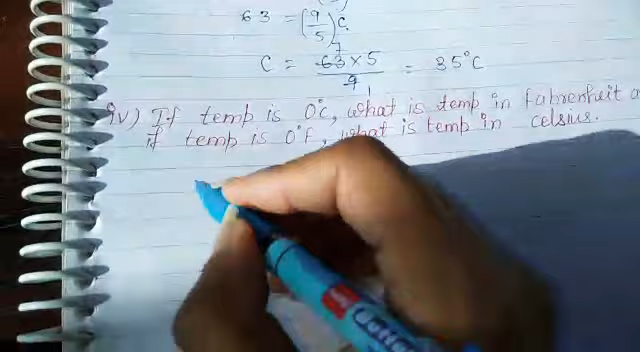 63 = (9/5)C
C = 63×5/9 = 35°C
iv) If temp is 0°C, what is temp in fahrenheit
if temp is 0°F, what is temp in celsius.